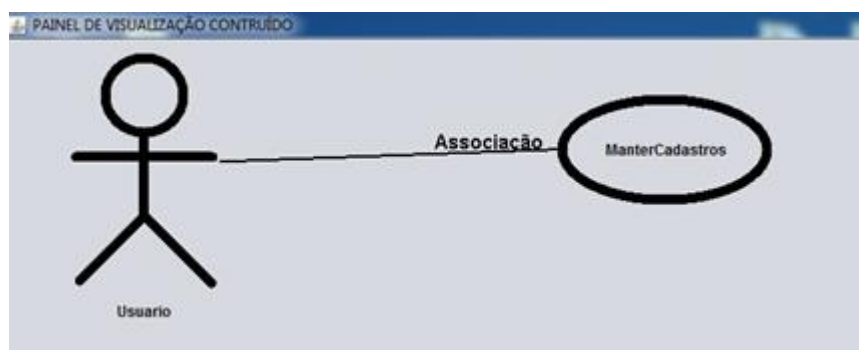 PAINEL DE VISUALIZAÇÃO CONTRUÍDO
Associação
ManterCadastros
Usuario